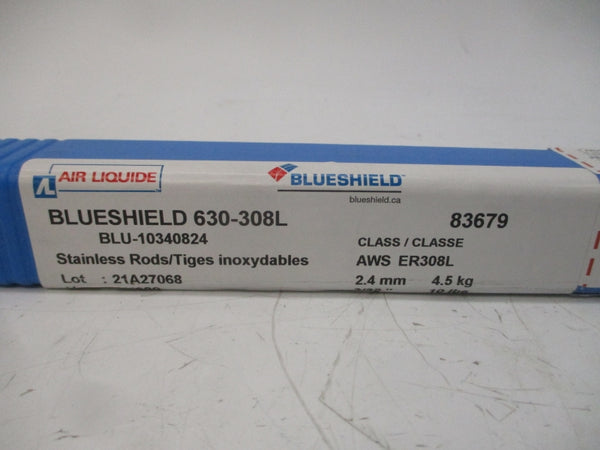 AIR LIQUIDE
BLUESHIELD
blueshield.ca
BLUESHIELD 630-308L
83679
BLU-10340824
CLASS / CLASSE
Stainless Rods/Tiges inoxydables
AWS ER308L
Lot : 21A27068
2.4 mm 4.5 kg